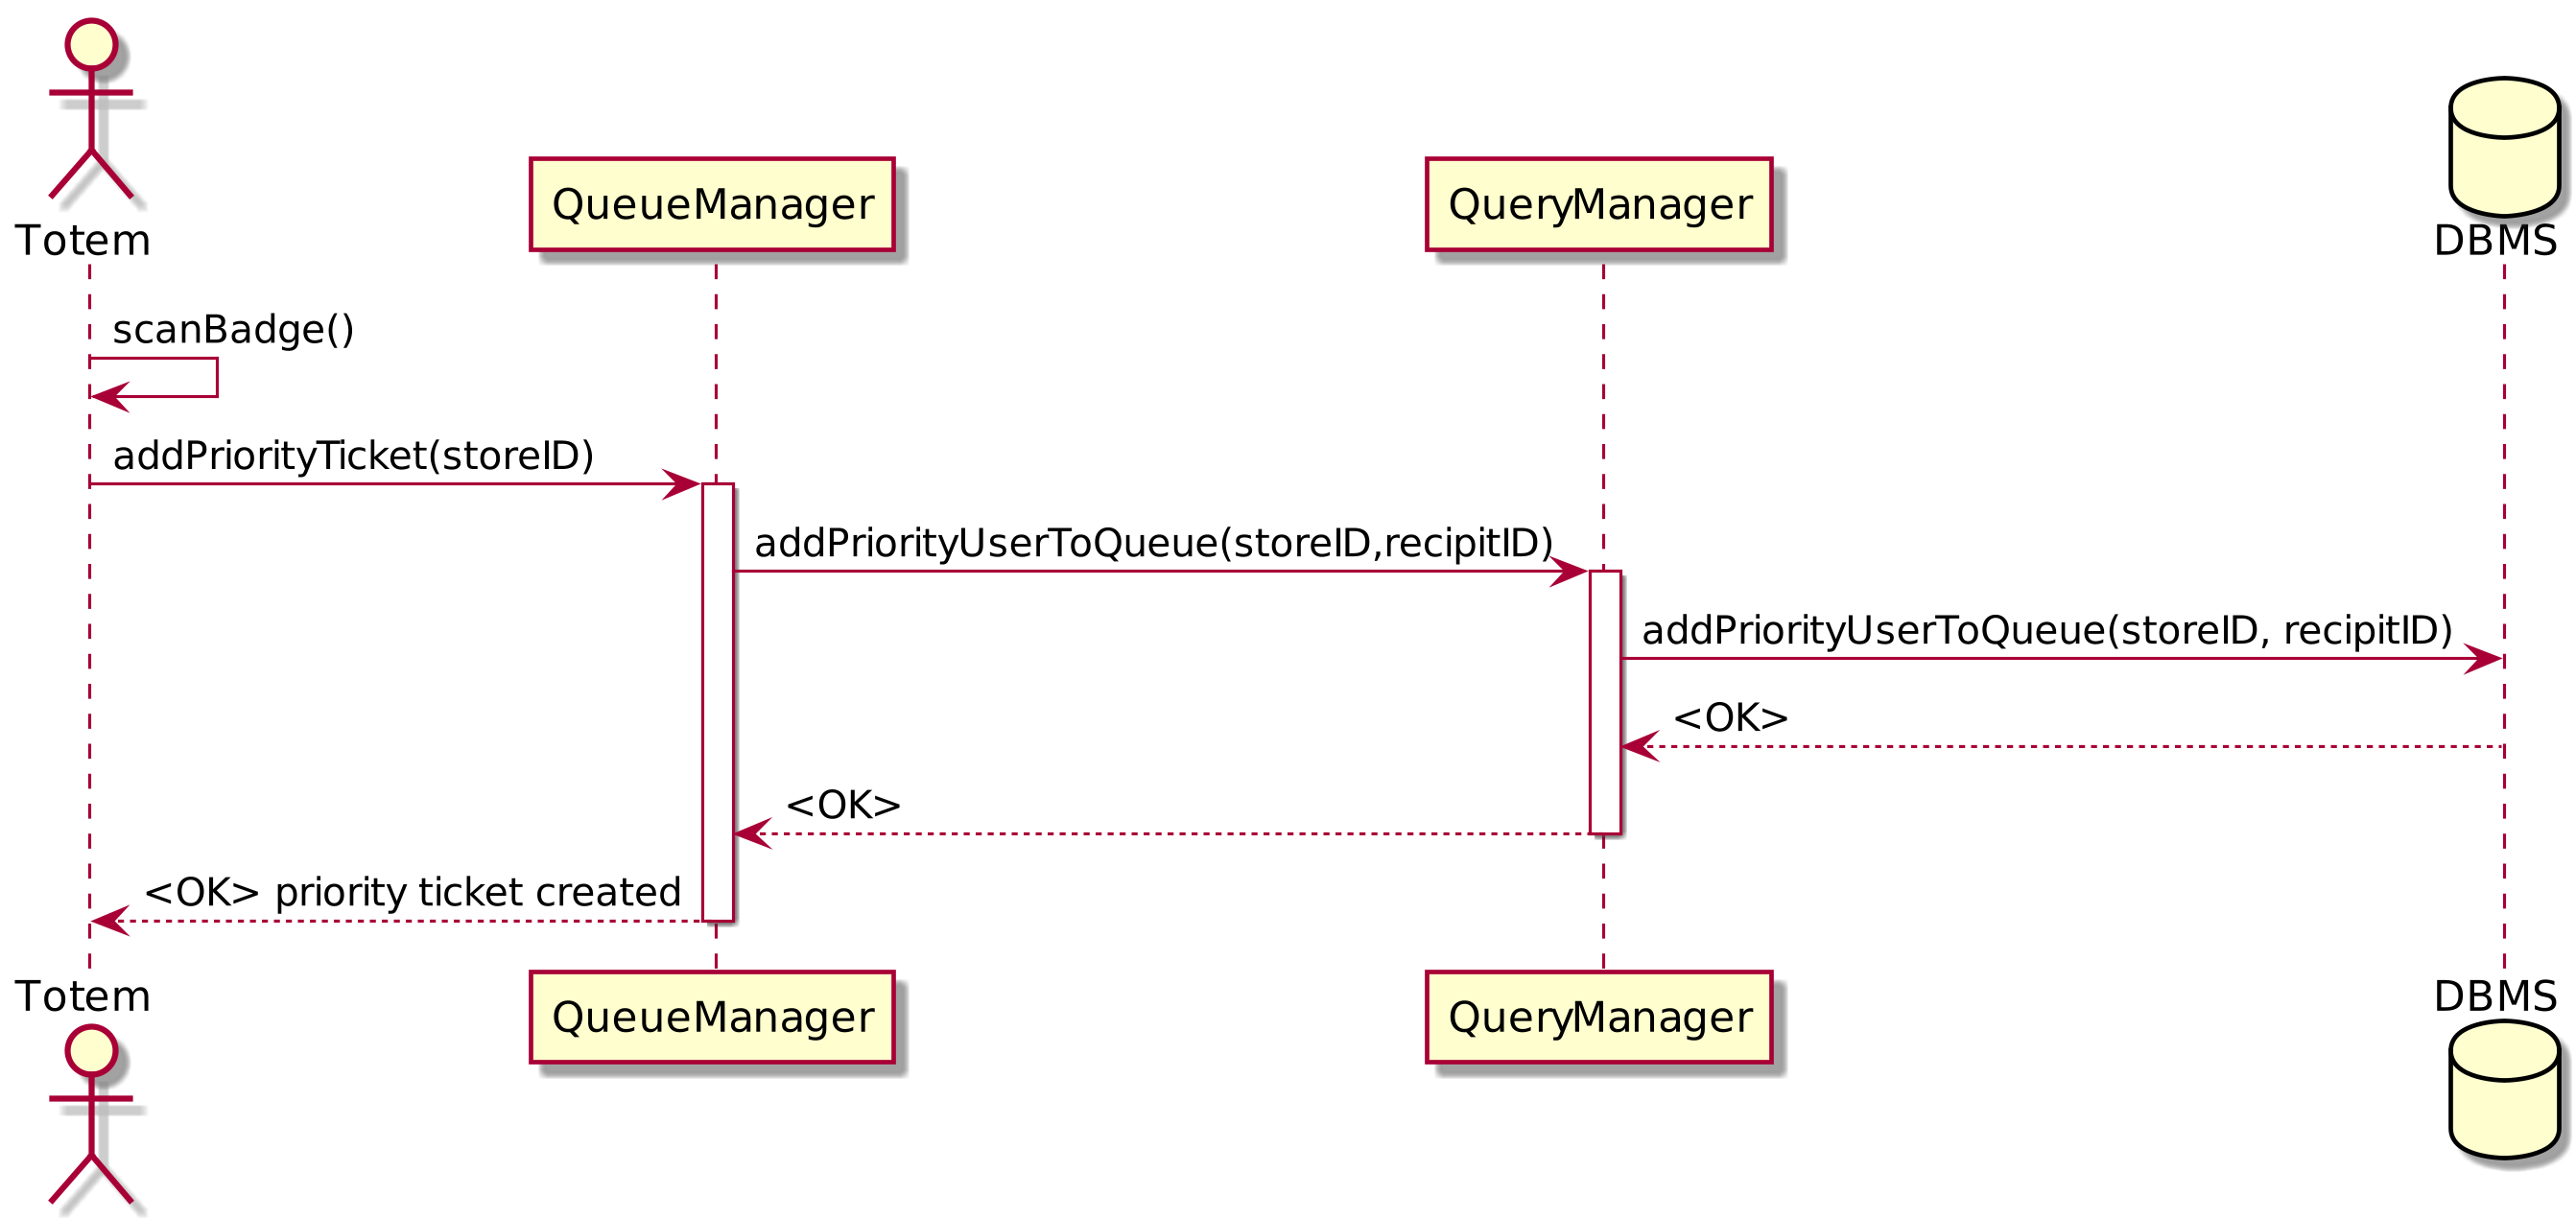 Totem
QueueManager
QueryManager
DBMS
scanBadge()
addPriorityTicket(storeID)
addPriorityUserToQueue(storeID,recipitID)
addPriorityUserToQueue(storeID, recipitID)
<OK>
<OK>
<OK> priority ticket created
Totem
QueueManager
QueryManager
DBMS